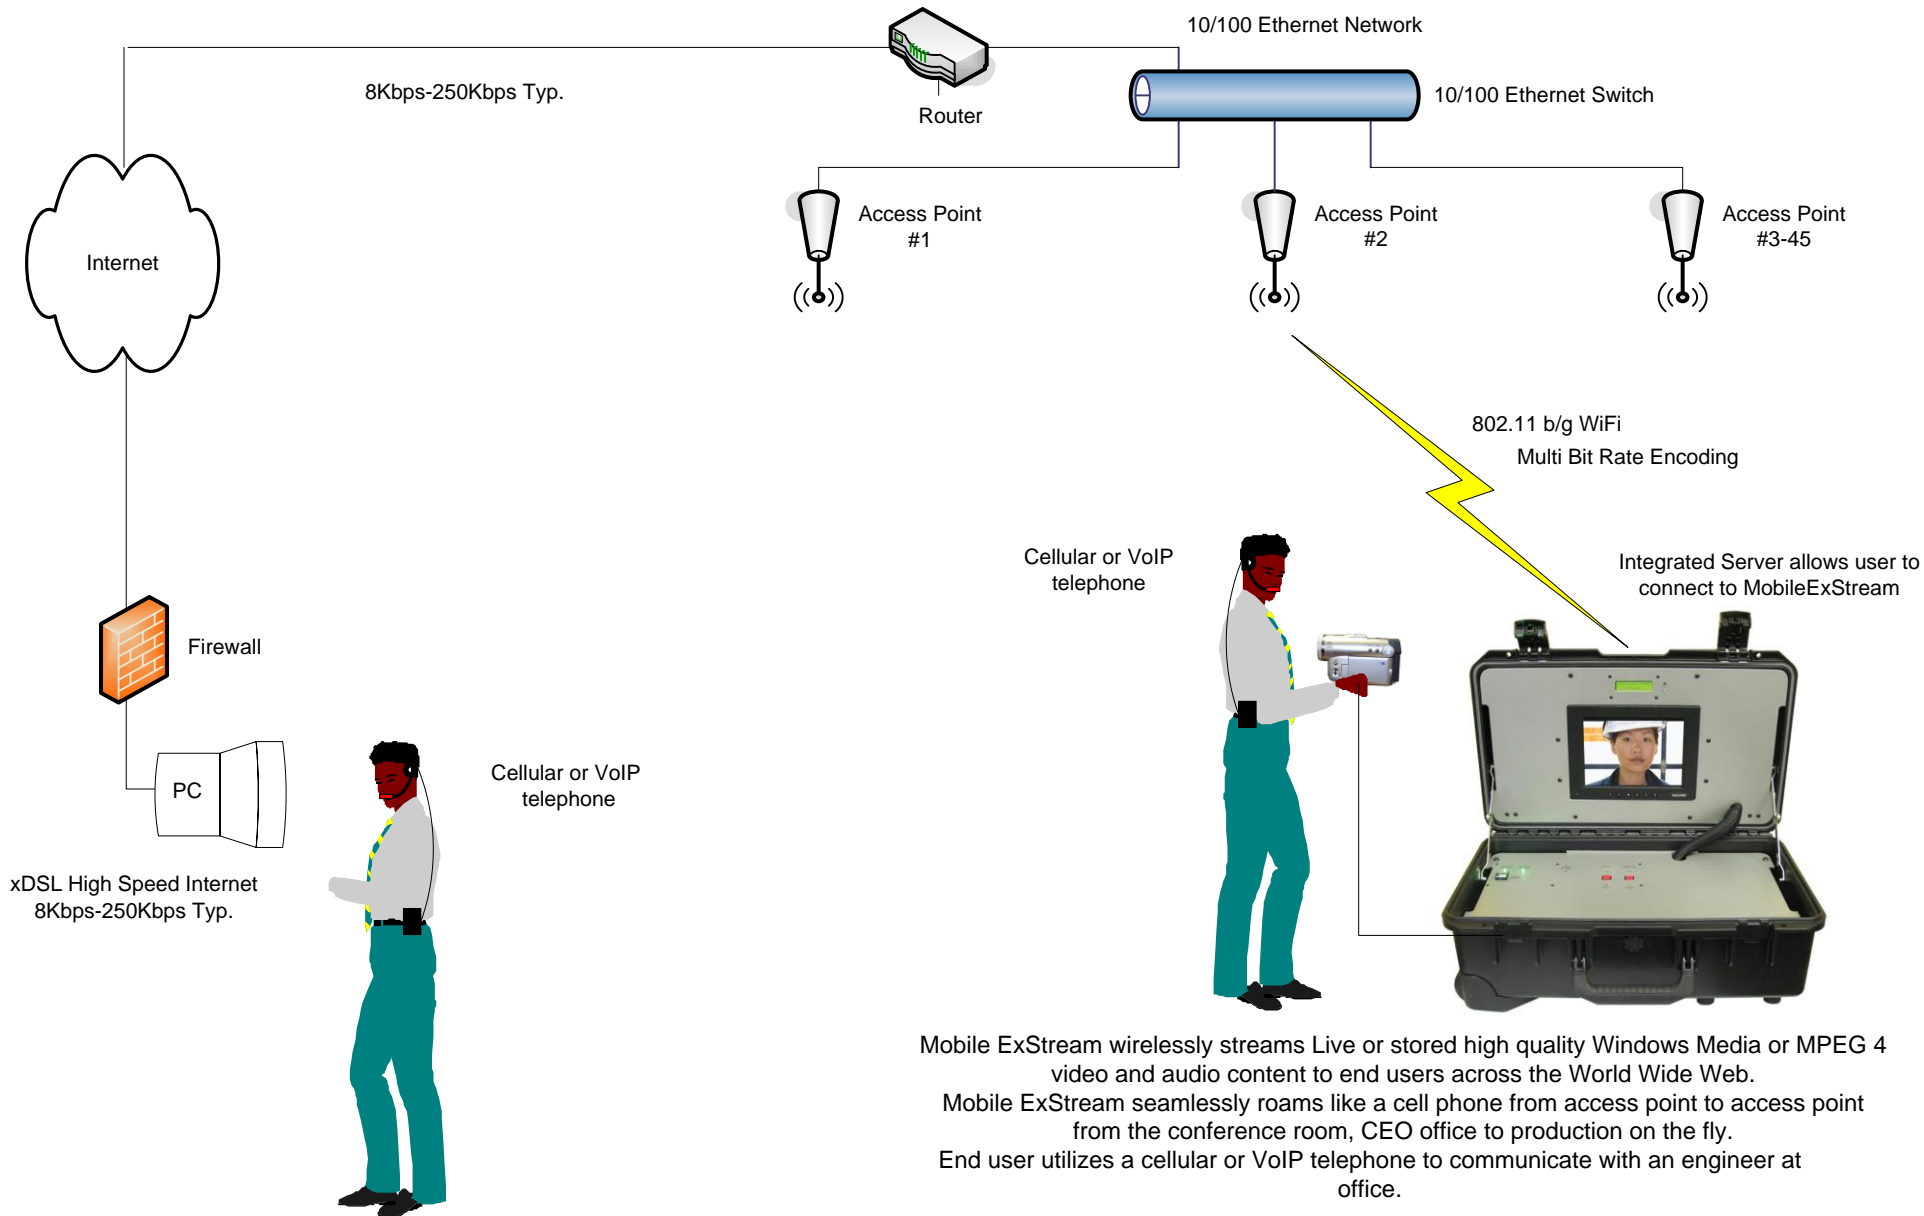 10/100 Ethernet Network
8Kbps-250Kbps Typ.
10/100 Ethernet Switch
Router
Access Point
#1
Access Point
#2
Access Point
#3-45
Internet
802.11 b/g WiFi
Multi Bit Rate Encoding
Cellular or VoIP
telephone
Integrated Server allows user to
connect to MobileExStream
Firewall
PC
Cellular or VoIP
telephone
xDSL High Speed Internet
8Kbps-250Kbps Typ.
Mobile ExStream wirelessly streams Live or stored high quality Windows Media or MPEG 4
video and audio content to end users across the World Wide Web.
Mobile ExStream seamlessly roams like a cell phone from access point to access point
from the conference room, CEO office to production on the fly.
End user utilizes a cellular or VoIP telephone to communicate with an engineer at
office.